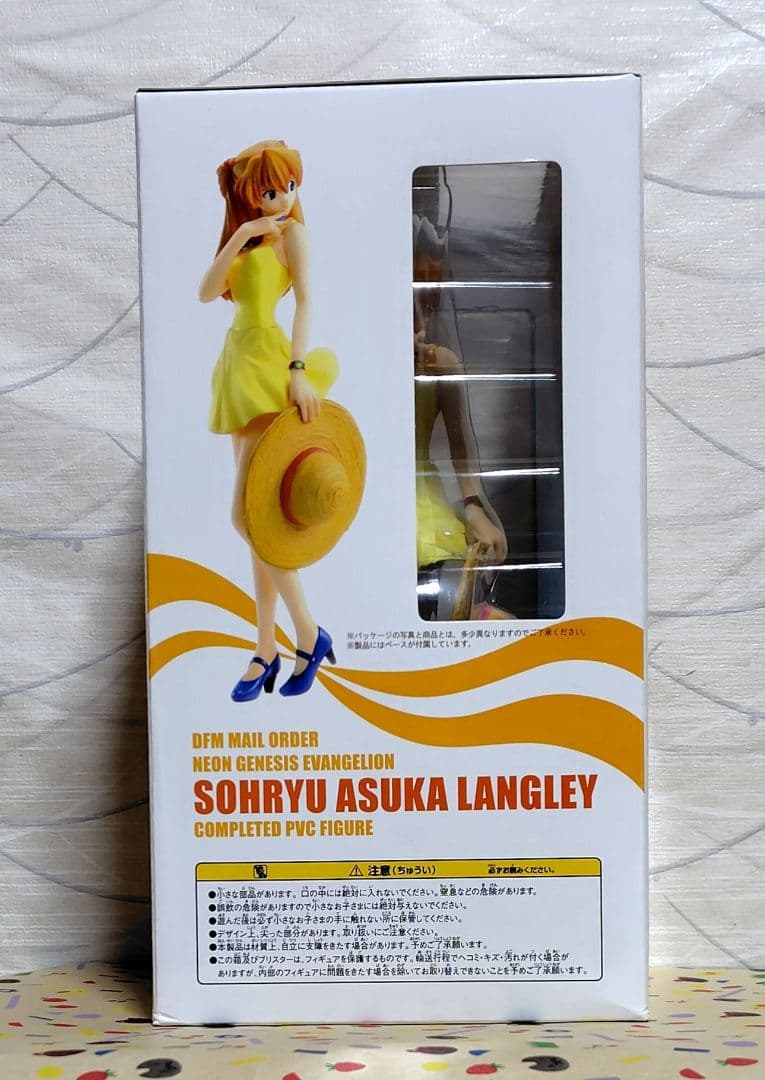 ※パッケージの写真と商品とは、多少異なりますのでご了承ください。
※製品にはベースが付属しています。
DFM MAIL ORDER
NEON GENESIS EVANGELION
SOHRYU ASUKA LANGLEY
COMPLETED PVC FIGURE
⚠注意(ちゅうい) 必ずお読みください。
●小さな部品があります。口の中には絶対に入れないでください。窒息などの危険があります。
●誤飲の危険がありますので小さなお子さまには絶対与えないでください。
●遊んだ後は必ず小さなお子さまの手に触れない所に保管してください。
●デザイン上、尖った部分があります。取り扱いにご注意ください。
●本製品は材質上、自立に支障をきたす場合があります。予めご了承願います。
●この箱及びブリスターは、フィギュアを保護するものです。輸送行程でヘコミ・キズ・汚れが付く場合が
ありますが、内部のフィギュアに問題をきたす場合を除いてお取り替えできないことを予めご了承願います。